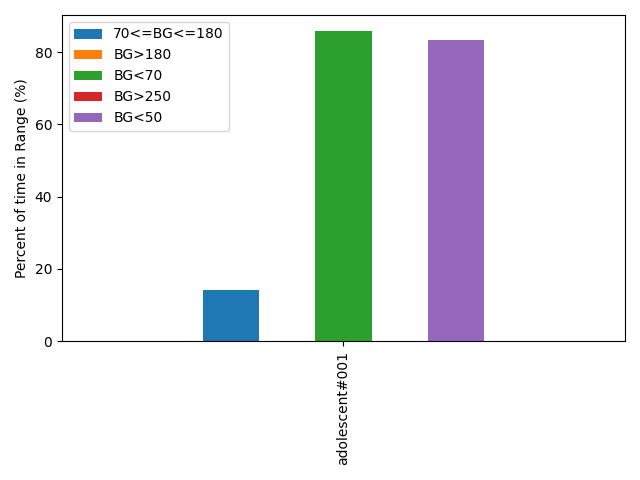 70<=BG<=180
BG>180
BG<70
BG>250
BG<50
Percent of time in Range (%)
80
60
40
20
0
adolescent#001